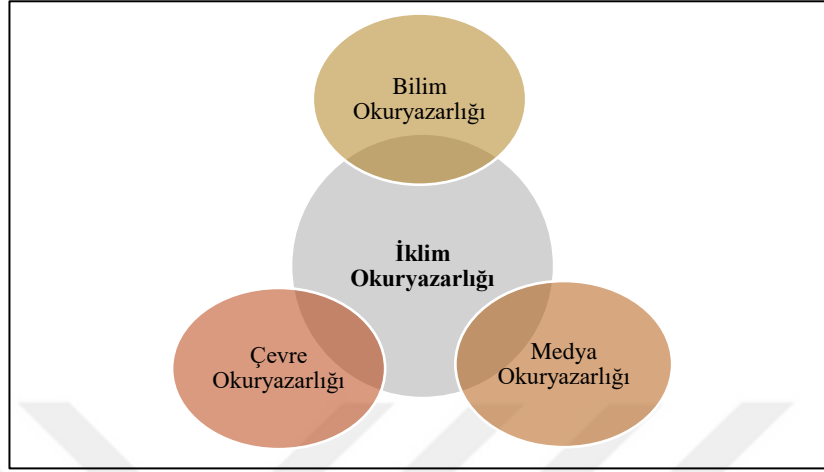 Bilim
Okuryazarlığı
İklim
Okuryazarlığı
Çevre
Okuryazarlığı
Medya
Okuryazarlığı